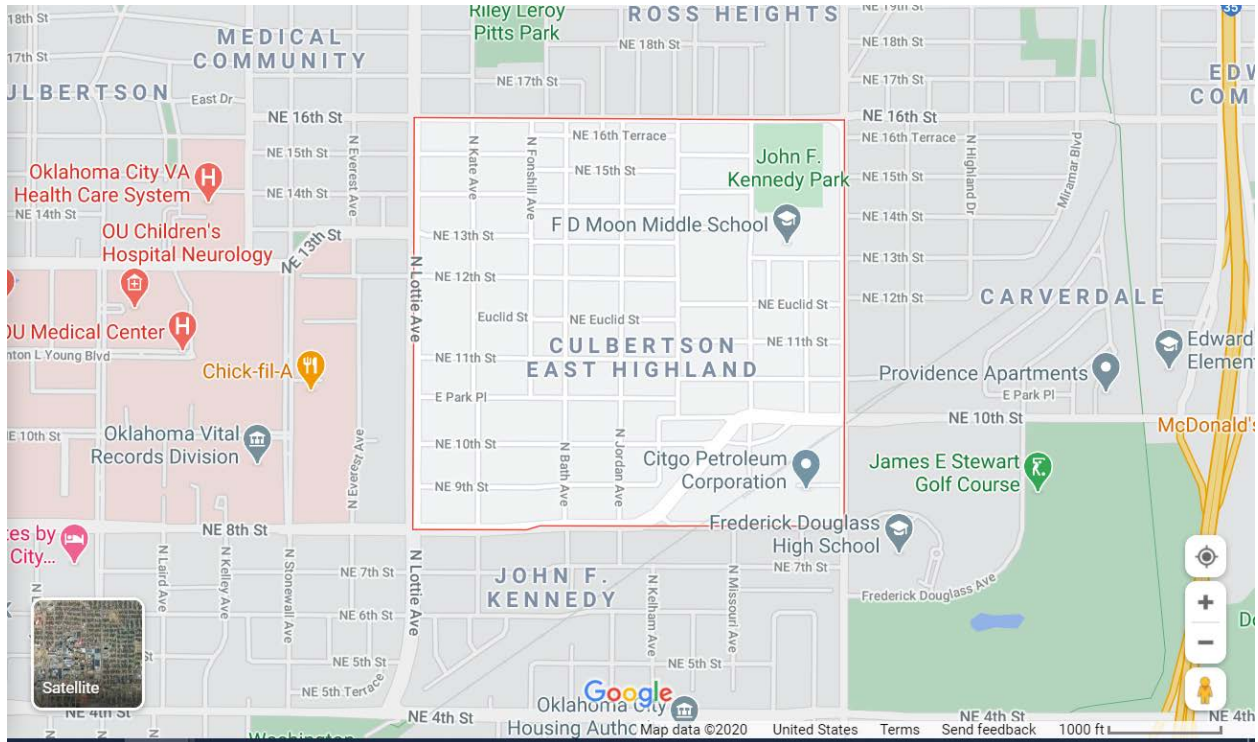 18th St
Riley Leroy
Pitts Park
ROSS HEIGHTS
NE 19th St
35
MEDICAL
COMMUNITY
NE 18th St
NE 18th St
17th St
NE 17th St
NE 17th St
ULBERTSON
East Dr
EDW
COM
NE 16th St
NE 16th St
NE 16th Terrace
NE 16th Terrace
N Everest Ave
N Kate Ave
N Fonshill Ave
N Highland Dr
Miramar Blvd
NE 15th St
NE 15th St
NE 15th St
John F.
Kennedy Park
Oklahoma City VA
Health Care System
H
NE 14th St
NE 14th St
NE 14th St
F D Moon Middle School
OU Children's
Hospital Neurology
NE 13th St
NE 13th St
NE 13th St
N Lottie Ave
NE 12th St
NE 12th St
CARVERDALE
NE Euclid St
Euclid St
NE Euclid St
OU Medical Center
H
nton L Young Blvd
NE 11th St
NE 11th St
CULBERTSON
EAST HIGHLAND
Edward
Element
Chick-fil-A
Providence Apartments
E Park Pl
E Park Pl
NE 10th St
McDonald's
E 10th St
Oklahoma Vital
Records Division
NE 10th St
N Everest Ave
N Bath Ave
N Jordan Ave
Citgo Petroleum
Corporation
James E Stewart
Golf Course
NE 9th St
NE 8th St
Frederick Douglass
High School
tes by
City...
N Laird Ave
N Kelley Ave
N Stonewall Ave
N Lottie Ave
NE 7th St
NE 7th St
JOHN F.
KENNEDY
N Kelham Ave
N Missouri Ave
Frederick Douglass Ave
NE 6th St
NE 5th St
NE 5th St
NE 5th Terrace
Satellite
Google
NE 4th St
NE 4th St
NE 4th St
NE 4th
Washington
Oklahoma City
Housing Autho
Map data ©2020 United States Terms Send feedback 1000 ft